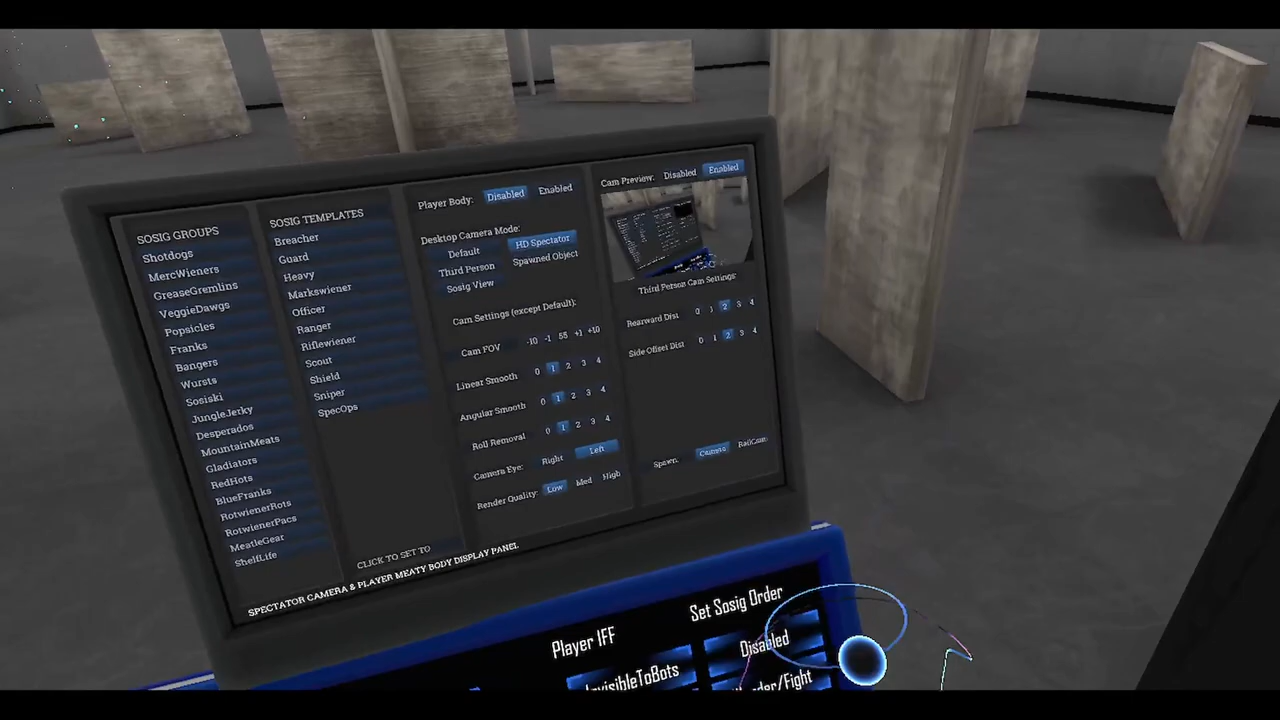 SOSIG GROUPS
Shotdogs
MercWieners
GreaseGremlins
VeggieDawgs
Popsicles
Franks
Bangers
Wursts
Sosiski
JungleJerky
Desperados
MountainMeats
Gladiators
RedHots
BlueFranks
RotwienerRots
RotwienerPacs
MeatleGear
ShelfLife
SOSIG TEMPLATES
Breacher
Guard
Heavy
Markswiener
Officer
Ranger
Riflewiener
Scout
Shield
Sniper
SpecOps
CLICK TO SET TO
Player Body: Disabled Enabled
Desktop Camera Mode:
Default HD Spectator
Third Person Spawned Object
Sosig View
Cam Settings (except Default):
Cam FOV -10 -1 55 +1 +10
Linear Smooth 0 1 2 3 4
Angular Smooth 0 1 2 3 4
Roll Removal 0 1 2 3 4
Camera Eye: Right Left
Render Quality: Low Med High
Cam Preview: Disabled Enabled
Third Person Cam Settings:
Rearward Dist 0 1 2 3 4
Side Offset Dist 0 1 2 3 4
Spawn: Camera RailCam
SPECTATOR CAMERA & PLAYER MEATY BODY DISPLAY PANEL
Player IFF
InvisibleToBots
Set Sosig Order
Disabled